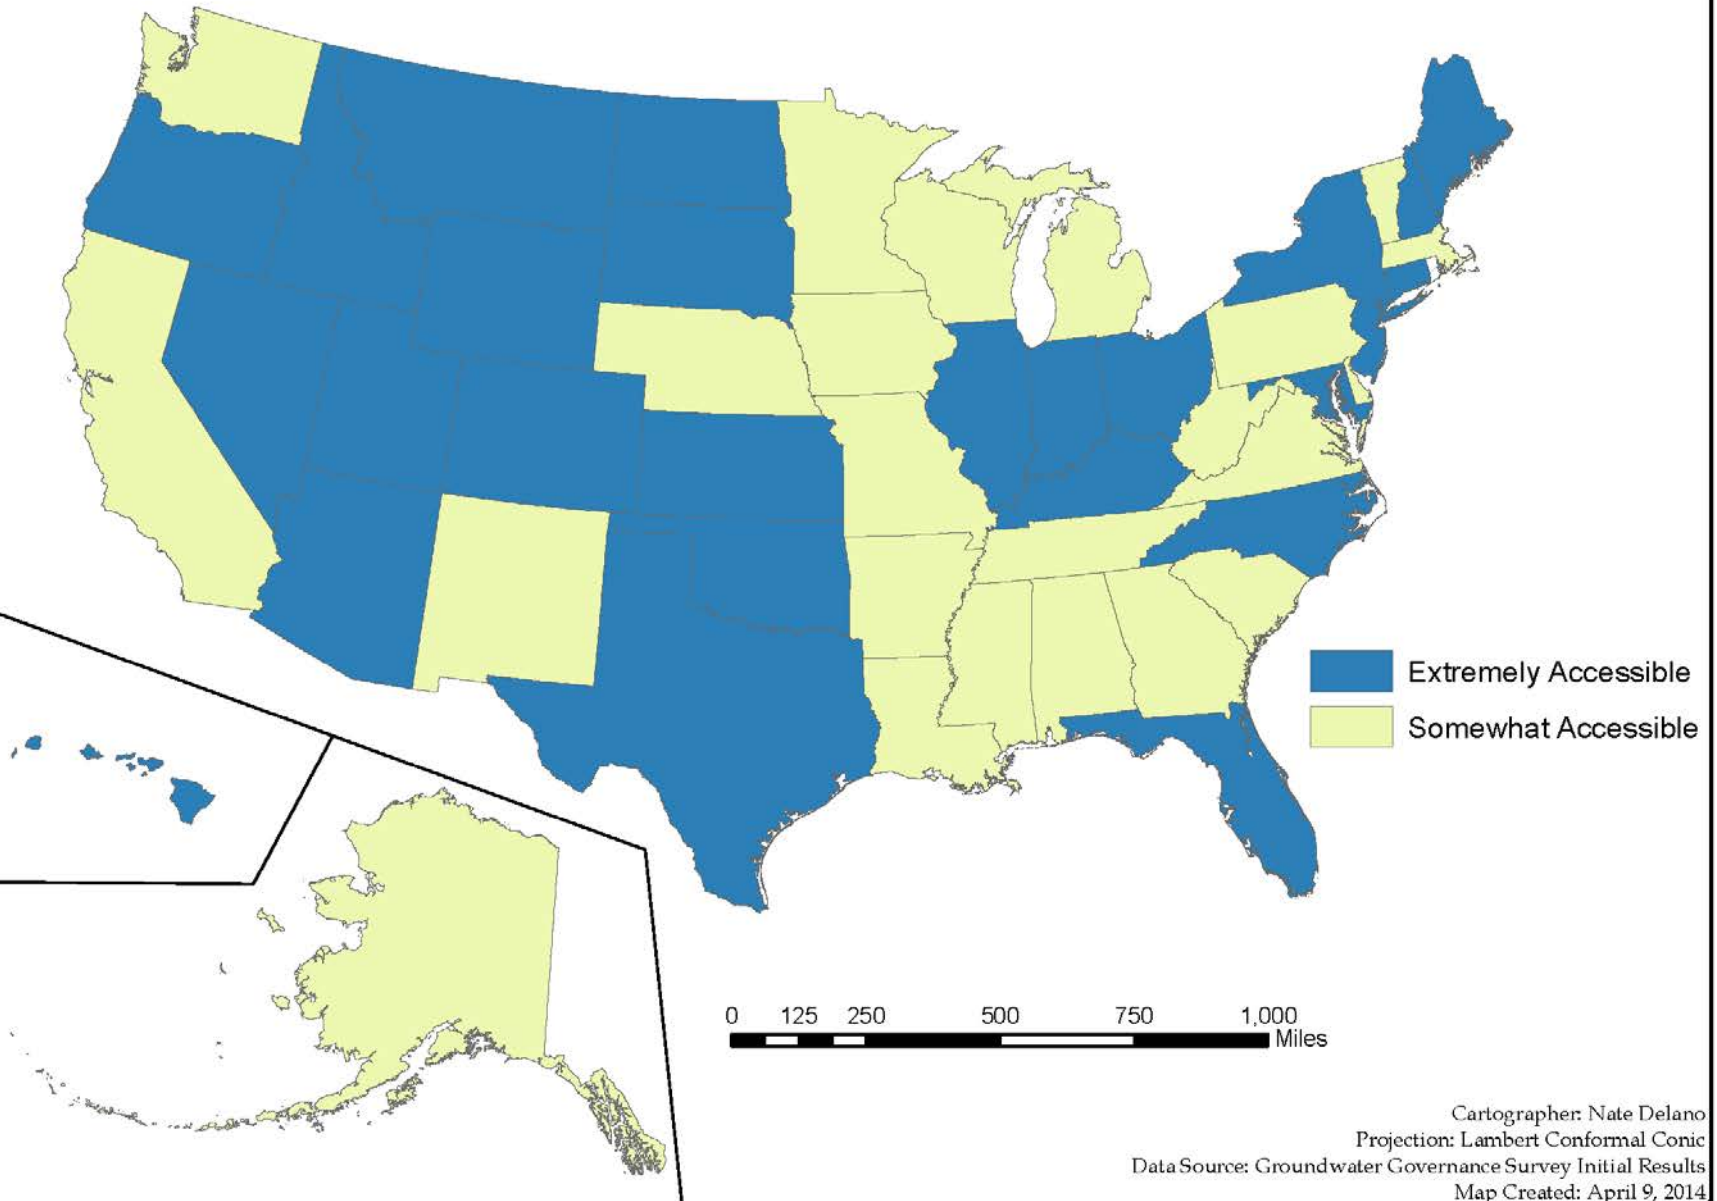 Extremely Accessible
Somewhat Accessible
0 125 250 500 750 1,000
Miles
Cartographer: Nate Delano
Projection: Lambert Conformal Conic
Data Source: Groundwater Governance Survey Initial Results
Map Created: April 9, 2014